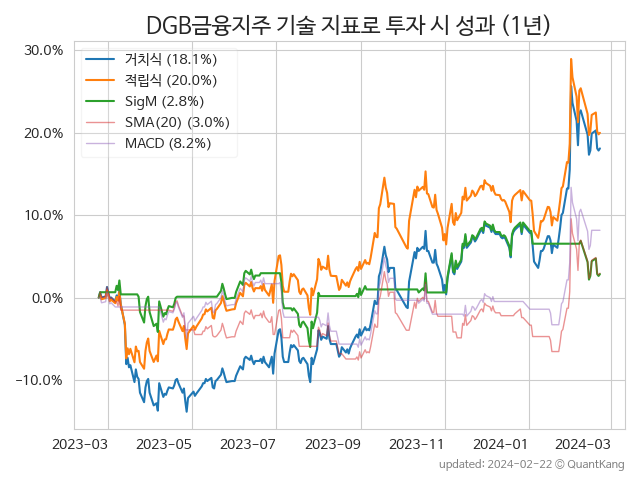 DGB금융지주 기술 지표로 투자 시 성과 (1년)
30.0%
20.0%
10.0%
0.0%
−10.0%
거치식 (18.1%)
적립식 (20.0%)
SigM (2.8%)
SMA(20) (3.0%)
MACD (8.2%)
2023-03 2023-05 2023-07 2023-09 2023-11 2024-01 2024-03
updated: 2024-02-22 © QuantKang